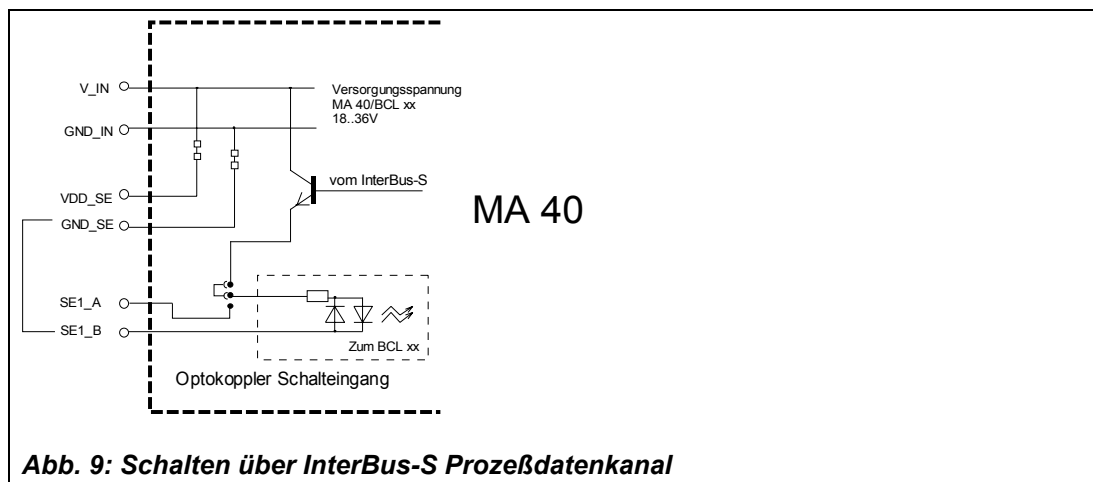 V_IN
Versorgungsspannung
MA 40/BCL xx
18..36V
GND_IN
vom InterBus-S
VDD_SE
GND_SE
MA 40
SE1_A
SE1_B
Zum BCL xx
Optokoppler Schalteingang
Abb. 9: Schalten über InterBus-S Prozeßdatenkanal